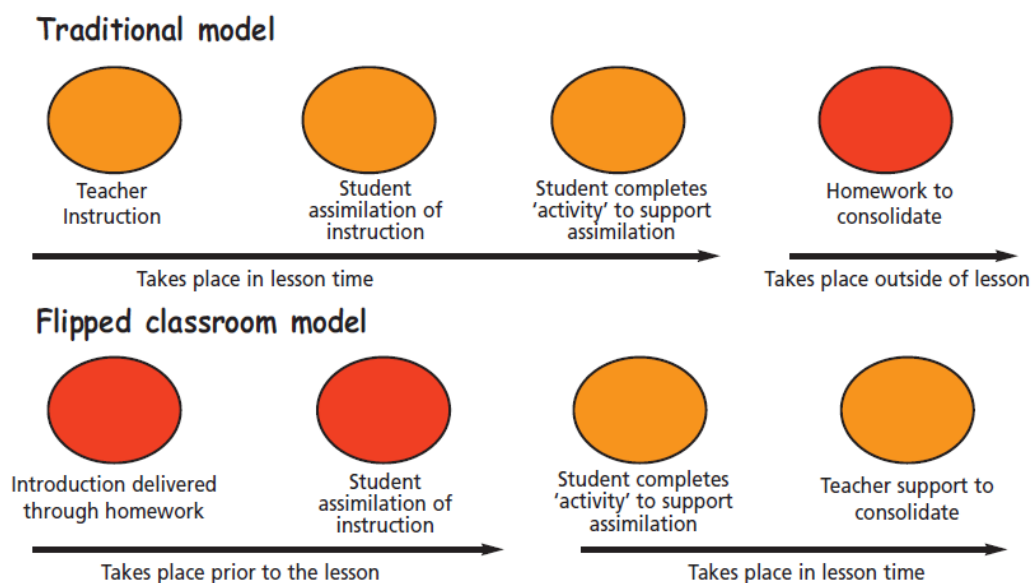 Traditional model
Teacher
Instruction
Student
assimilation of
instruction
Student completes
‘activity’ to support
assimilation
Homework to
consolidate
Takes place in lesson time
Takes place outside of lesson
Flipped classroom model
Introduction delivered
through homework
Student
assimilation of
instruction
Student completes
‘activity’ to support
assimilation
Teacher support to
consolidate
Takes place prior to the lesson
Takes place in lesson time